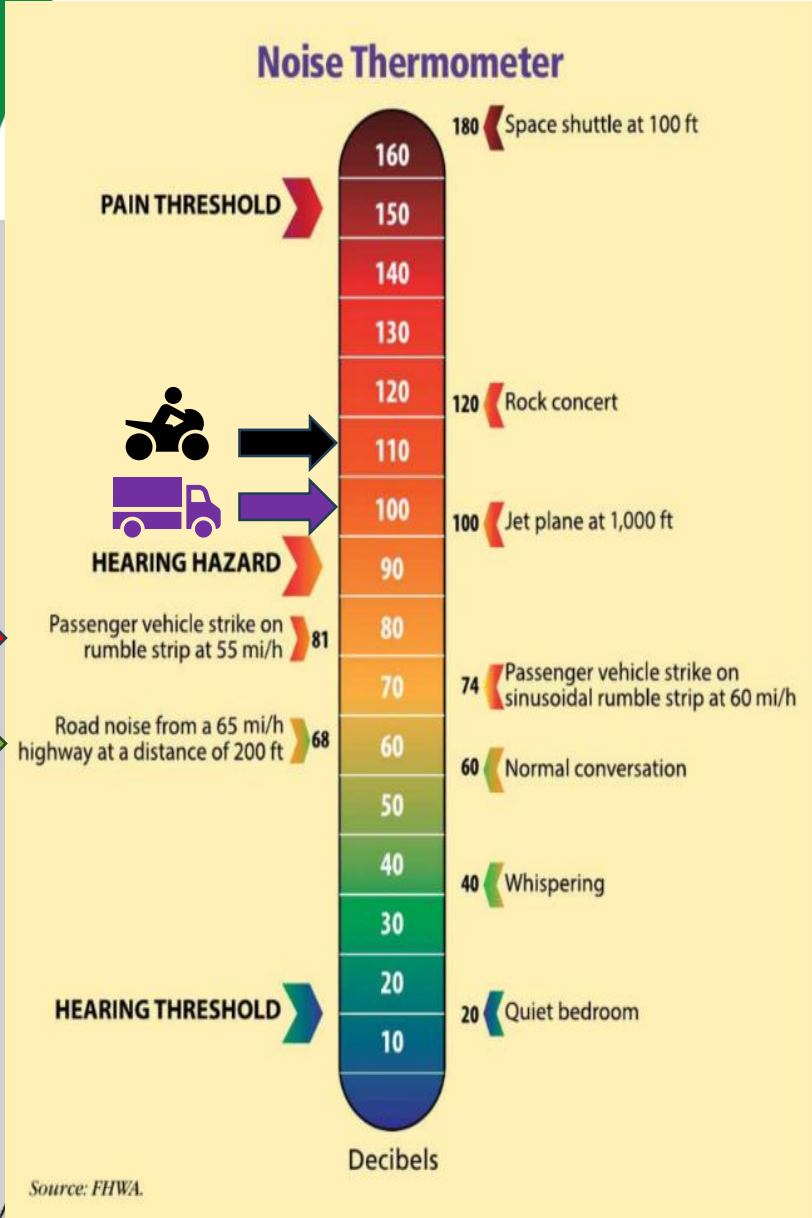 Noise Thermometer
180 Space shuttle at 100 ft
160
PAIN THRESHOLD
150
140
130
120
120 Rock concert
110
100
100 Jet plane at 1,000 ft
HEARING HAZARD
90
Passenger vehicle strike on
rumble strip at 55 mi/h
81
80
Passenger vehicle strike on
sinusoidal rumble strip at 60 mi/h
74
70
Road noise from a 65 mi/h
highway at a distance of 200 ft
68
60
60 Normal conversation
50
40
40 Whispering
30
20
HEARING THRESHOLD
20 Quiet bedroom
10
Decibels
Source: FHWA.